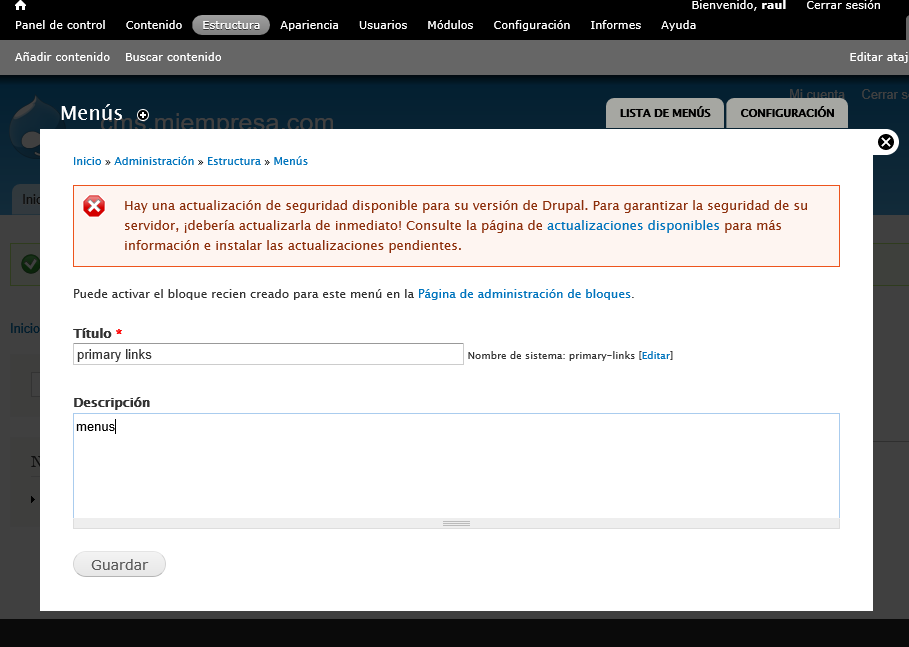 Bienvenido, raul Cerrar sesión
Panel de control Contenido Estructura Apariencia Usuarios Módulos Configuración Informes Ayuda
Añadir contenido Buscar contenido Editar ataj
Mi cuenta Cerrar s
Menús
cms.miempresa.com
LISTA DE MENÚS CONFIGURACIÓN
Inicio » Administración » Estructura » Menús
Inic
Hay una actualización de seguridad disponible para su versión de Drupal. Para garantizar la seguridad de su
servidor, ¡debería actualizarla de inmediato! Consulte la página de actualizaciones disponibles para más
información e instalar las actualizaciones pendientes.
Puede activar el bloque recien creado para este menú en la Página de administración de bloques.
Inicio
Título *
primary links Nombre de sistema: primary-links [Editar]
Descripción
menus
N
Guardar